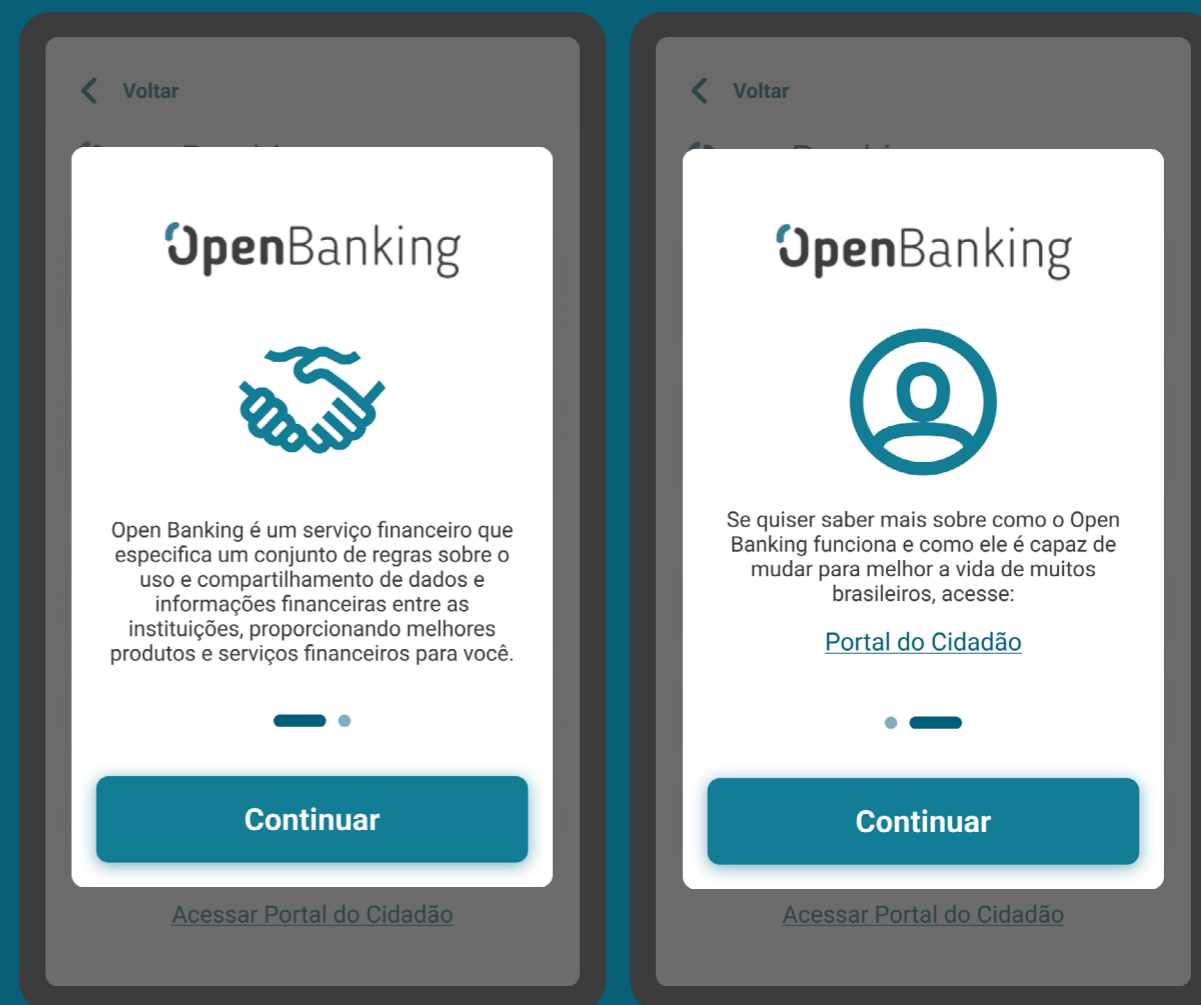 Voltar
OpenBanking
Open Banking é um serviço financeiro que
especifica um conjunto de regras sobre o
uso e compartilhamento de dados e
informações financeiras entre as
instituições, proporcionando melhores
produtos e serviços financeiros para você.
Continuar
Acessar Portal do Cidadão
Voltar
OpenBanking
Se quiser saber mais sobre como o Open
Banking funciona e como ele é capaz de
mudar para melhor a vida de muitos
brasileiros, acesse:
Portal do Cidadão
Continuar
Acessar Portal do Cidadão